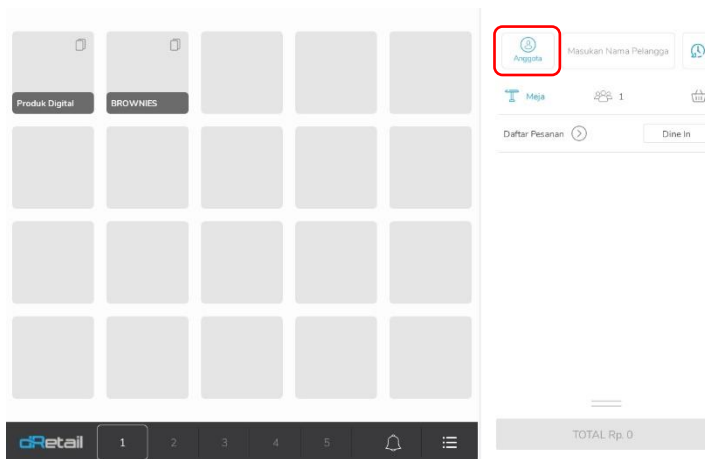 Produk Digital
BROWNIES
Anggota
Masukan Nama Pelangga
Meja
1
Daftar Pesanan
Dine In
TOTAL Rp. 0
dRetail
1
2
3
4
5